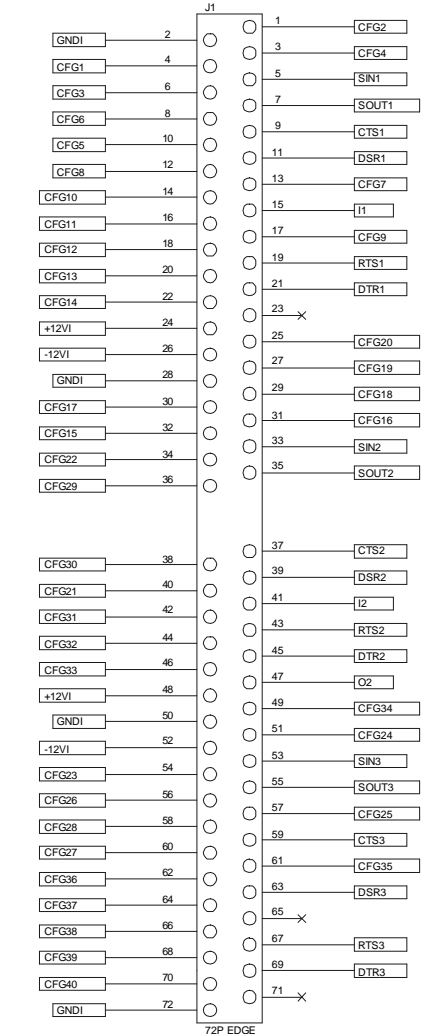 J1
1 CFG2
GNDI 2
3 CFG4
CFG1 4
5 SIN1
CFG3 6
7 SOUT1
CFG6 8
9 CTS1
CFG5 10
11 DSR1
CFG8 12
13 CFG7
CFG10 14
15 I1
CFG11 16
17 CFG9
CFG12 18
19 RTS1
CFG13 20
21 DTR1
CFG14 22
23
+12VI 24
25 CFG20
-12VI 26
27 CFG19
GNDI 28
29 CFG18
CFG17 30
31 CFG16
CFG15 32
33 SIN2
CFG22 34
35 SOUT2
CFG29 36
37 CTS2
CFG30 38
39 DSR2
CFG21 40
41 I2
CFG31 42
43 RTS2
CFG32 44
45 DTR2
CFG33 46
47 O2
+12VI 48
49 CFG34
GNDI 50
51 CFG24
-12VI 52
53 SIN3
CFG23 54
55 SOUT3
CFG26 56
57 CFG25
CFG28 58
59 CTS3
CFG27 60
61 CFG35
CFG36 62
63 DSR3
CFG37 64
65
CFG38 66
67 RTS3
CFG39 68
69 DTR3
CFG40 70
71
GNDI 72
72P EDGE